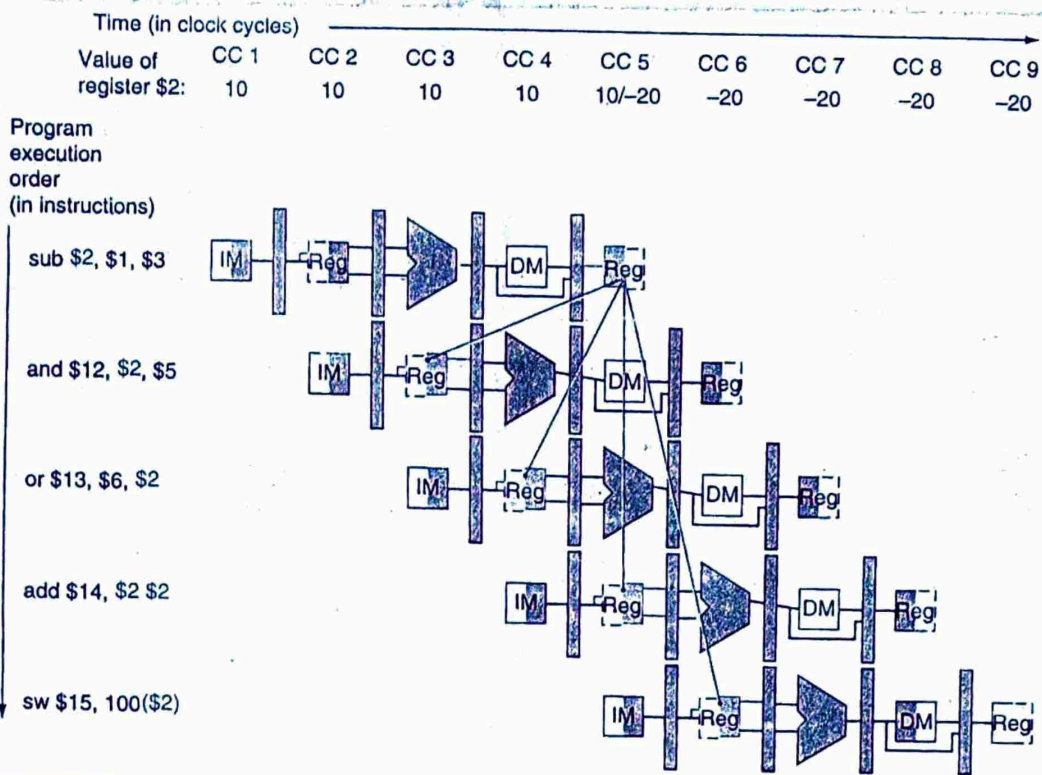 Time (in clock cycles)
Value of register $2:
CC 1 CC 2 CC 3 CC 4 CC 5 CC 6 CC 7 CC 8 CC 9
10 10 10 10 10/–20 –20 –20 –20 –20
Program
execution
order
(in instructions)
sub $2, $1, $3
IM Reg DM Reg
and $12, $2, $5
IM Reg DM Reg
or $13, $6, $2
IM Reg DM Reg
add $14, $2 $2
IM Reg DM Reg
sw $15, 100($2)
IM Reg DM Reg